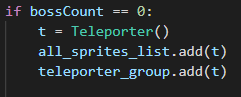 if bossCount == 0:
    t = Teleporter()
    all_sprites_list.add(t)
    teleporter_group.add(t)